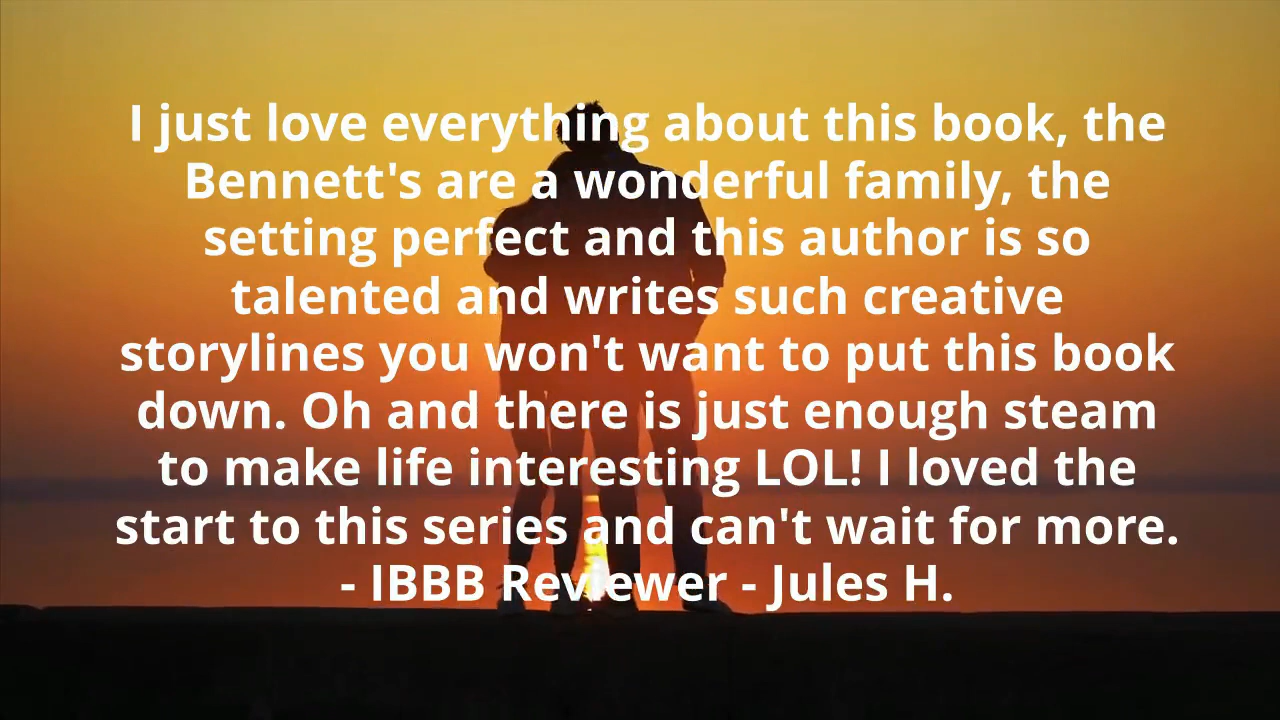 I just love everything about this book, the
Bennett's are a wonderful family, the
setting perfect and this author is so
talented and writes such creative
storylines you won't want to put this book
down. Oh and there is just enough steam
to make life interesting LOL! I loved the
start to this series and can't wait for more.
- IBBB Reviewer - Jules H.